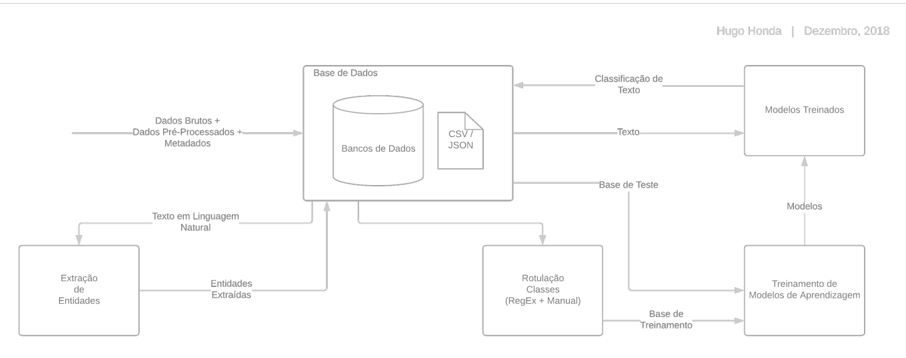 Hugo Honda | Dezembro, 2018
Base de Dados
Bancos de Dados
CSV /
JSON
Dados Brutos +
Dados Pré-Processados +
Metadados
Classificação de
Texto
Texto
Modelos Treinados
Base de Teste
Modelos
Texto em Linguagem
Natural
Extração
de
Entidades
Entidades
Extraídas
Rotulação
Classes
(RegEx + Manual)
Base de
Treinamento
Treinamento de
Modelos de Aprendizagem